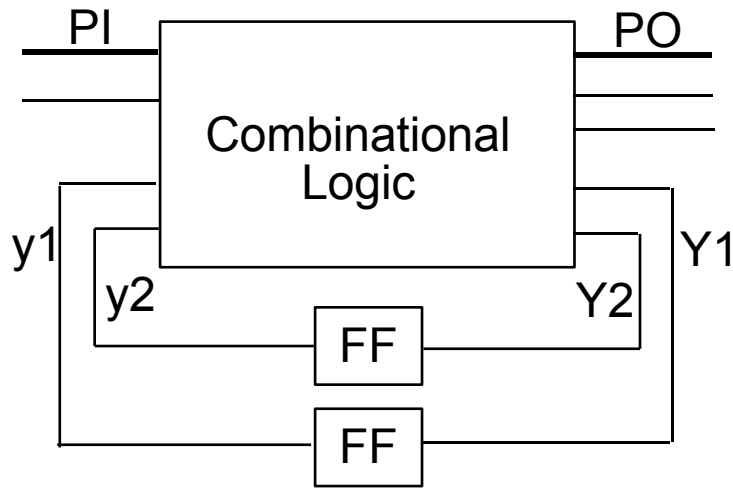 PI
PO
Combinational
Logic
y1
Y1
y2
Y2
FF
FF